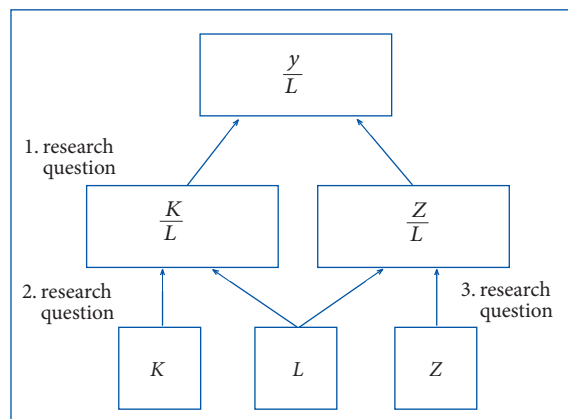 y
L
1. research
question
K
L
Z
L
2. research
question
3. research
question
K
L
Z